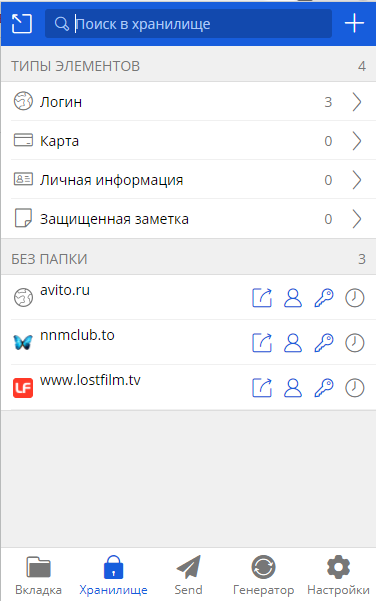 Поиск в хранилище
ТИПЫ ЭЛЕМЕНТОВ 4
Логин 3
Карта 0
Личная информация 0
Защищенная заметка 0
БЕЗ ПАПКИ 3
avito.ru
nnmclub.to
LF www.lostfilm.tv
Вкладка Хранилище Send Генератор Настройки